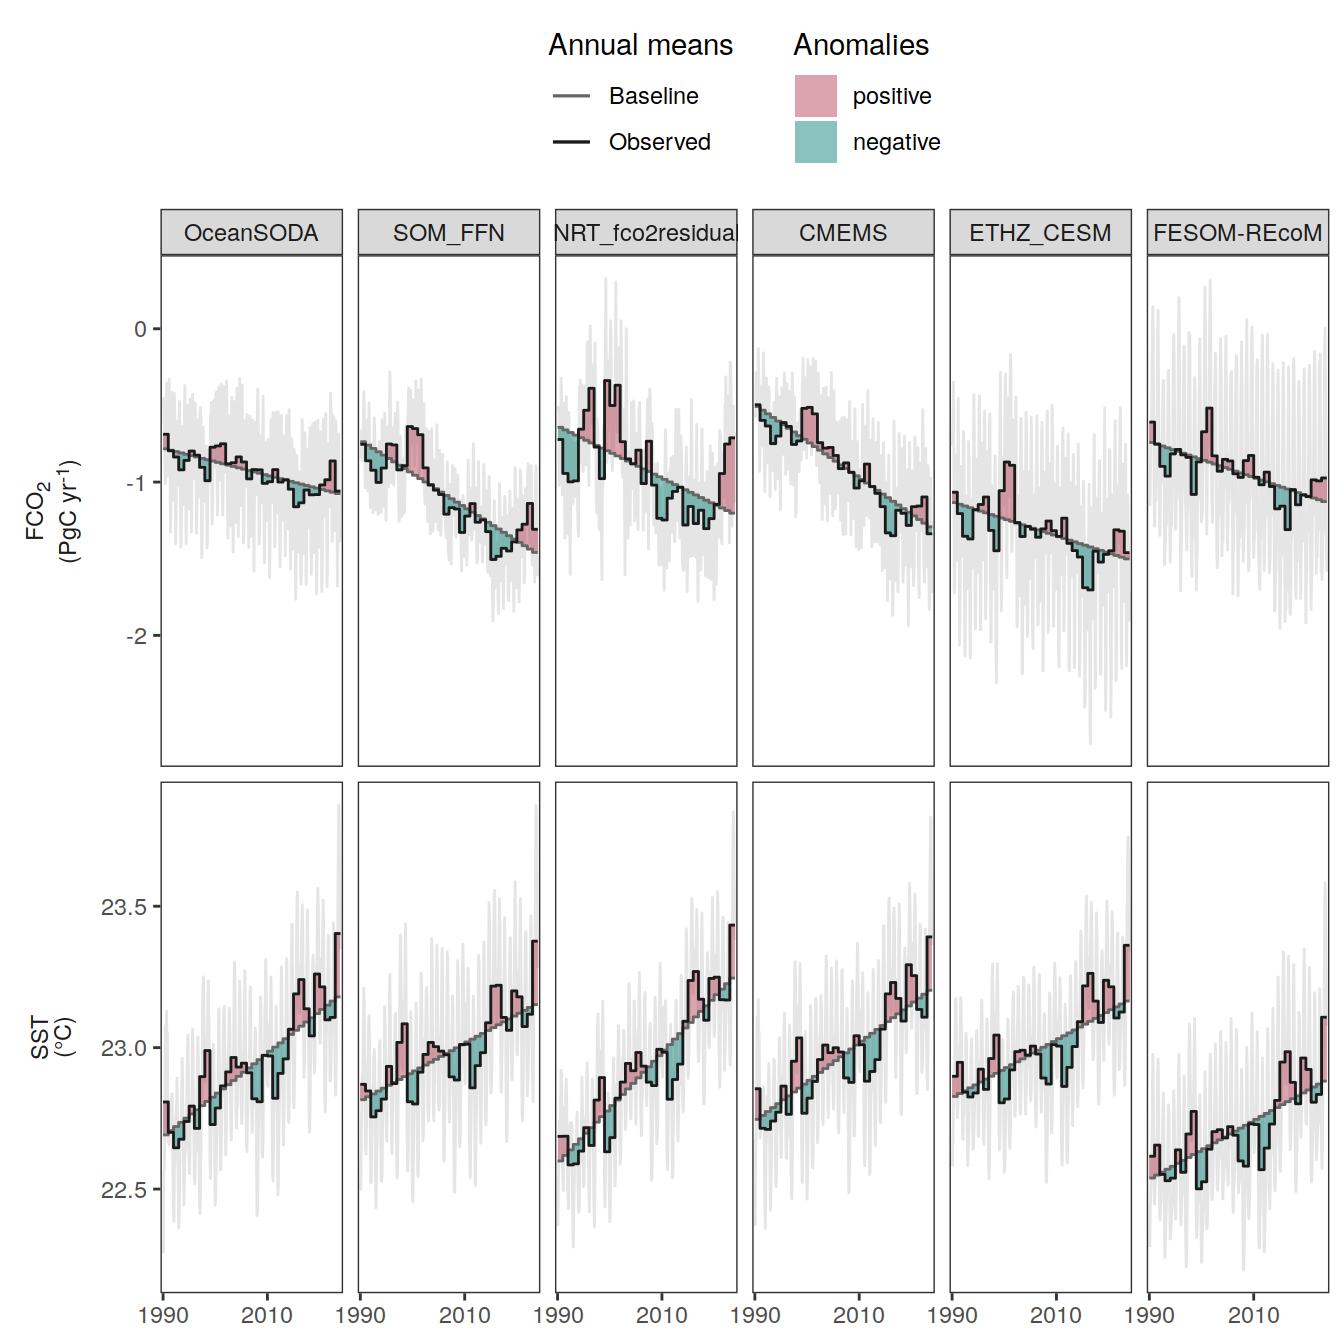 Annual means
Anomalies
Baseline
positive
Observed
negative
OceanSODA
SOM_FFN
NRT_fco2residual
CMEMS
ETHZ_CESM
FESOM-REcoM
FCO₂
(PgC yr⁻¹)
0
-1
-2
SST
(°C)
23.5
23.0
22.5
1990 2010 1990 2010 1990 2010 1990 2010 1990 2010 1990 2010